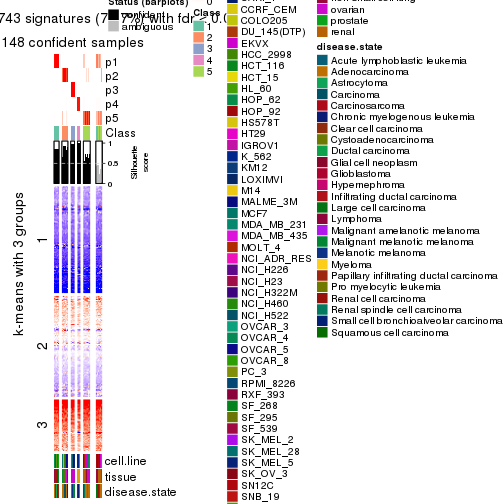 148 confident samples
Status (barplots)
confident
ambiguous
Class
1
2
3
4
5
p1
p2
p3
p4
p5
Class
1
0.5
0
Silhouette score
k-means with 3 groups
1
2
3
cell.line
tissue
disease.state
CCRF_CEM
COLO205
DU_145(DTP)
EKVX
HCC_2998
HCT_116
HCT_15
HL_60
HOP_62
HOP_92
HS578T
HT29
IGROV1
K_562
KM12
LOXIMVI
M14
MALME_3M
MCF7
MDA_MB_231
MDA_MB_435
MOLT_4
NCI_ADR_RES
NCI_H226
NCI_H23
NCI_H322M
NCI_H460
NCI_H522
OVCAR_3
OVCAR_4
OVCAR_5
OVCAR_8
PC_3
RPMI_8226
RXF_393
SF_268
SF_295
SF_539
SK_MEL_2
SK_MEL_28
SK_MEL_5
SK_OV_3
SN12C
SNB_19
ovarian
prostate
renal
disease.state
Acute lymphoblastic leukemia
Adenocarcinoma
Astrocytoma
Carcinoma
Carcinosarcoma
Chronic myelogenous leukemia
Clear cell carcinoma
Cystoadenocarcinoma
Ductal carcinoma
Glial cell neoplasm
Glioblastoma
Hypernephroma
Infiltrating ductal carcinoma
Large cell carcinoma
Lymphoma
Malignant amelanotic melanoma
Malignant melanotic melanoma
Melanotic melanoma
Myeloma
Papillary infiltrating ductal carcinoma
Pro myelocytic leukemia
Renal cell carcinoma
Renal spindle cell carcinoma
Small cell bronchioalveolar carcinoma
Squamous cell carcinoma